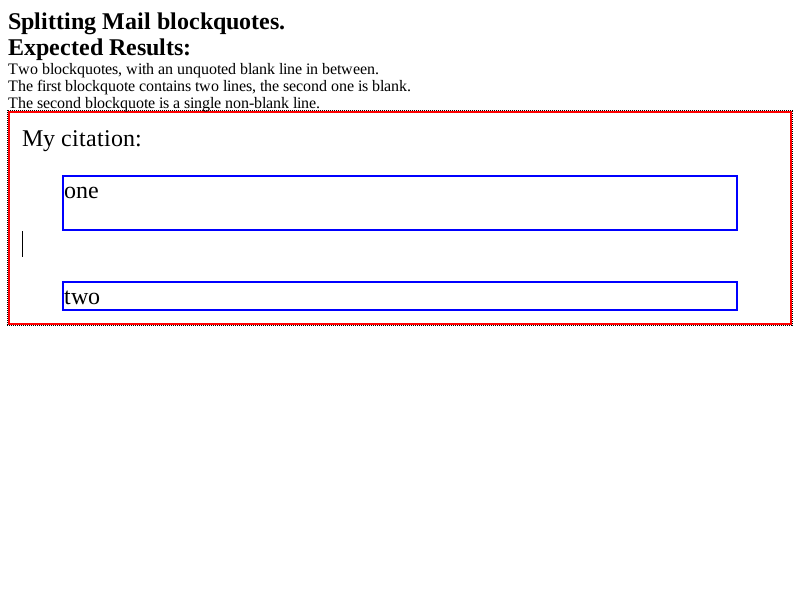 Splitting Mail blockquotes.
Expected Results:
Two blockquotes, with an unquoted blank line in between.
The first blockquote contains two lines, the second one is blank.
The second blockquote is a single non-blank line.
My citation:
one
two